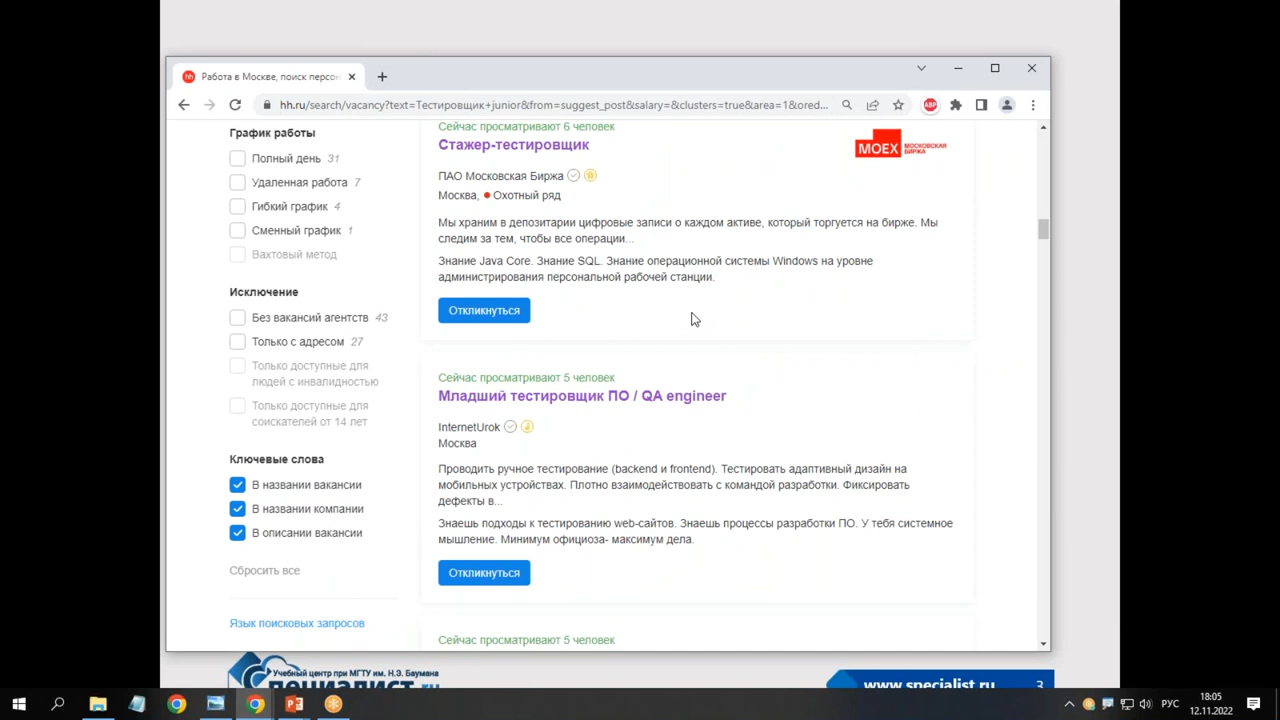 hh Работа в Москве, поиск персон
hh.ru/search/vacancy?text=Тестировщик+junior&from=suggest_post&salary=&clusters=true&area=1&ored...
ABP
График работы
Полный день 31
Удаленная работа 7
Гибкий график 4
Сменный график 1
Вахтовый метод
Исключение
Без вакансий агентств 43
Только с адресом 27
Только доступные для
людей с инвалидностью
Только доступные для
соискателей от 14 лет
Ключевые слова
В названии вакансии
В названии компании
В описании вакансии
Сбросить все
Язык поисковых запросов
Сейчас просматривают 6 человек
Стажер-тестировщик
MOEX МОСКОВСКАЯ
БИРЖА
ПАО Московская Биржа
Москва, Охотный ряд
Мы храним в депозитарии цифровые записи о каждом активе, который торгуется на бирже. Мы
следим за тем, чтобы все операции...
Знание Java Core. Знание SQL. Знание операционной системы Windows на уровне
администрирования персональной рабочей станции.
Откликнуться
Сейчас просматривают 5 человек
Младший тестировщик ПО / QA engineer
InternetUrok
Москва
Проводить ручное тестирование (backend и frontend). Тестировать адаптивный дизайн на
мобильных устройствах. Плотно взаимодействовать с командой разработки. Фиксировать
дефекты в...
Знаешь подходы к тестированию web-сайтов. Знаешь процессы разработки ПО. У тебя системное
мышление. Минимум официоза- максимум дела.
Откликнуться
Сейчас просматривают 5 человек
Учебный центр при МГТУ им. Н.Э. Баумана
www.specialist.ru 3
РУС
18:05
12.11.2022